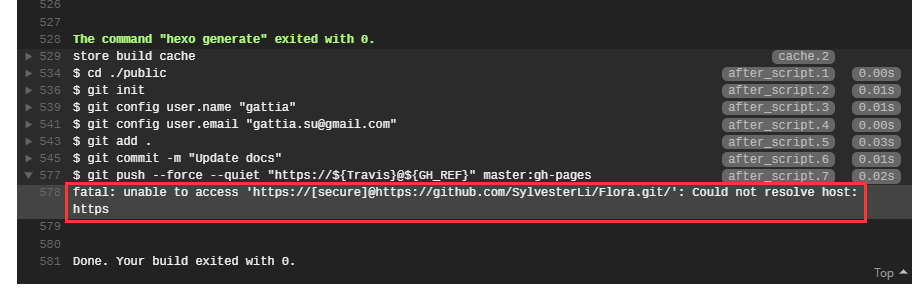 526
527
528 The command "hexo generate" exited with 0.
529 store build cache cache.2
534 $ cd ./public after_script.1 0.00s
536 $ git init after_script.2 0.01s
539 $ git config user.name "gattia" after_script.3 0.01s
541 $ git config user.email "gattia.su@gmail.com" after_script.4 0.00s
543 $ git add . after_script.5 0.03s
545 $ git commit -m "Update docs" after_script.6 0.01s
577 $ git push --force --quiet "https://${Travis}@${GH_REF}" master:gh-pages after_script.7 0.02s
578 fatal: unable to access 'https://[secure]@https://github.com/SylvesterLi/Flora.git/': Could not resolve host:
https
579
580
581 Done. Your build exited with 0.
Top